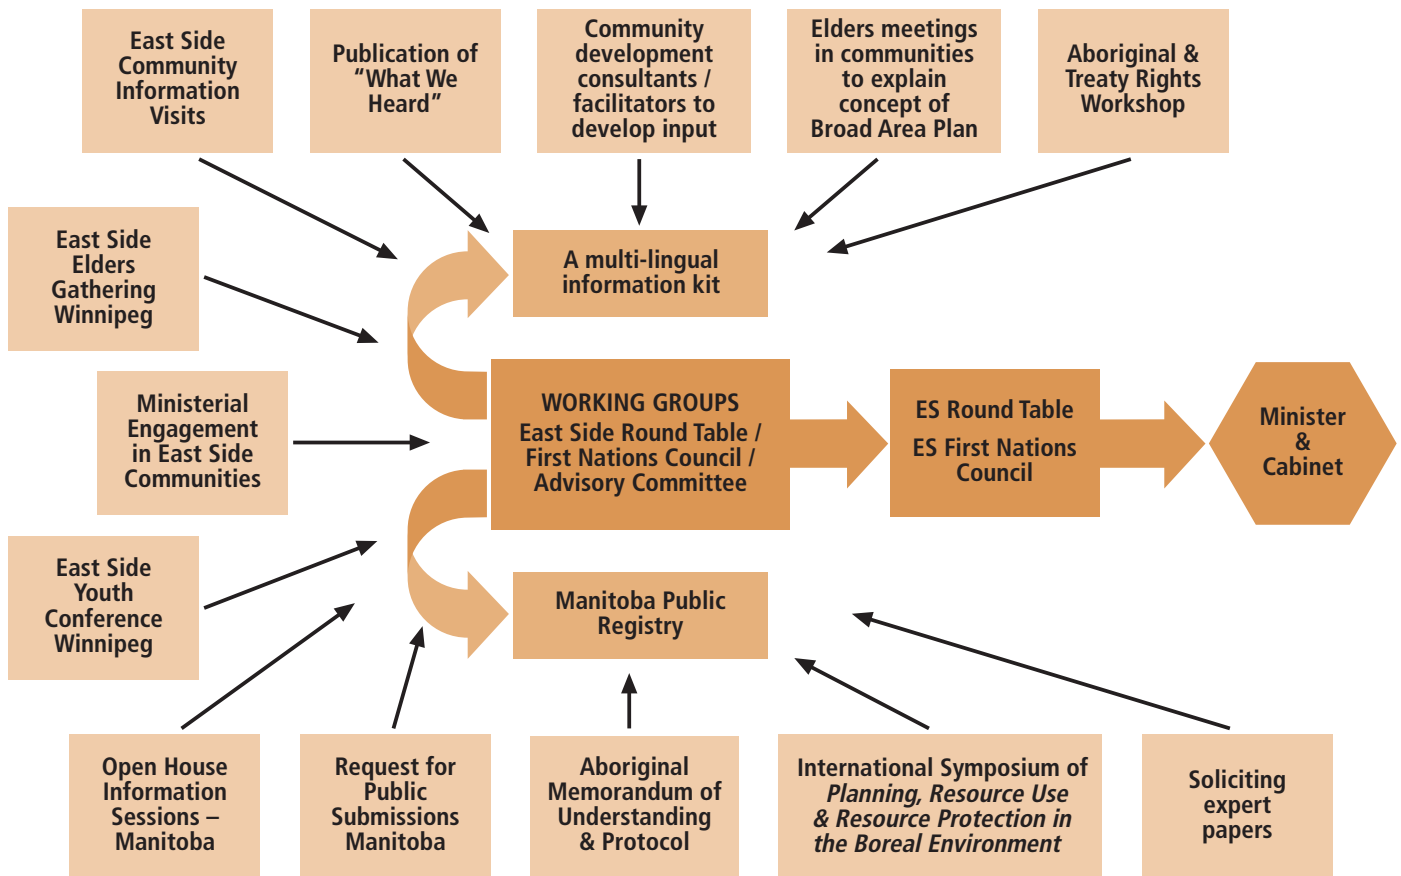 East Side
Community
Information
Visits
Publication of
“What We
Heard”
Community
development
consultants /
facilitators to
develop input
Elders meetings
in communities
to explain
concept of
Broad Area Plan
Aboriginal &
Treaty Rights
Workshop
East Side
Elders
Gathering
Winnipeg
A multi-lingual
information kit
Ministerial
Engagement
in East Side
Communities
WORKING GROUPS
East Side Round Table /
First Nations Council /
Advisory Committee
ES Round Table
ES First Nations
Council
Minister
&
Cabinet
East Side
Youth
Conference
Winnipeg
Manitoba Public
Registry
Open House
Information
Sessions –
Manitoba
Request for
Public
Submissions
Manitoba
Aboriginal
Memorandum of
Understanding
& Protocol
International Symposium of
Planning, Resource Use
& Resource Protection in
the Boreal Environment
Soliciting
expert
papers